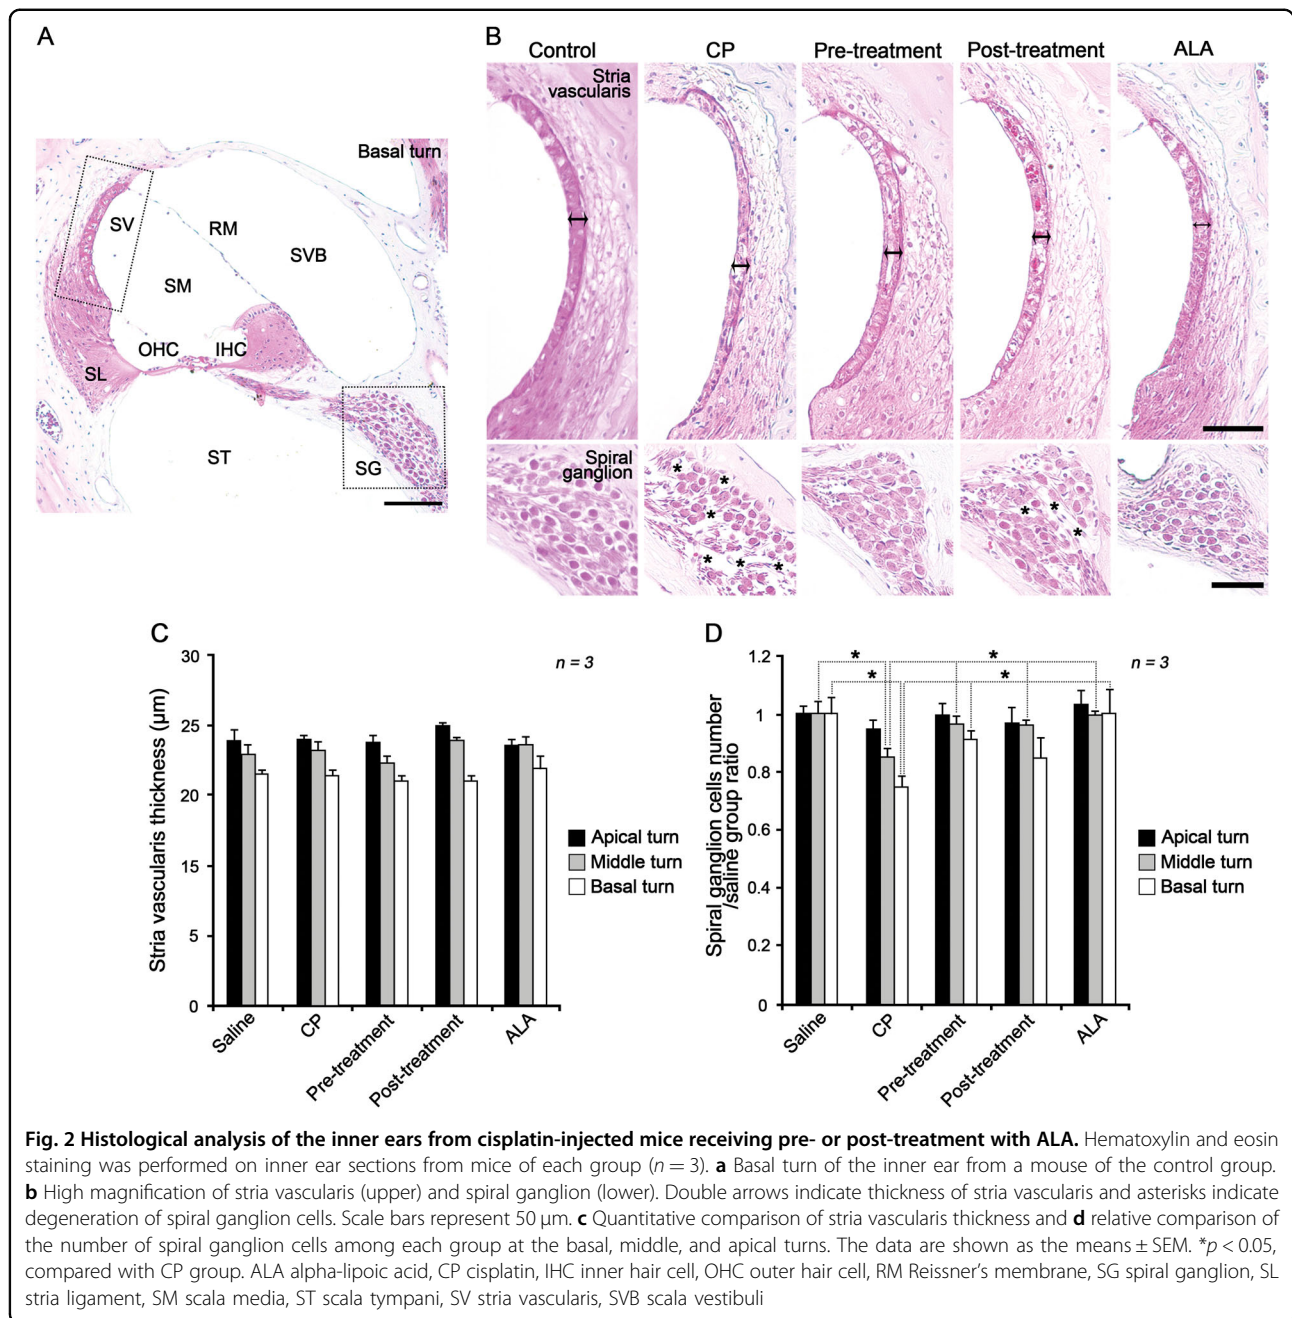 A
Basal turn
SV
RM
SVB
SM
OHC
IHC
SL
ST
SG
B
Control
CP
Pre-treatment
Post-treatment
ALA
Stria
vascularis
Spiral
ganglion
* * * * * *
* * *
C
Stria vascularis thickness (µm)
30
25
20
15
10
5
0
n = 3
Apical turn
Middle turn
Basal turn
Saline
CP
Pre-treatment
Post-treatment
ALA
D
Spiral ganglion cells number
/saline group ratio
1.2
1
0.8
0.6
0.4
0.2
0
* *
* *
n = 3
Apical turn
Middle turn
Basal turn
Saline
CP
Pre-treatment
Post-treatment
ALA
Fig. 2 Histological analysis of the inner ears from cisplatin-injected mice receiving pre- or post-treatment with ALA. Hematoxylin and eosin
staining was performed on inner ear sections from mice of each group (n = 3). a Basal turn of the inner ear from a mouse of the control group.
b High magnification of stria vascularis (upper) and spiral ganglion (lower). Double arrows indicate thickness of stria vascularis and asterisks indicate
degeneration of spiral ganglion cells. Scale bars represent 50 µm. c Quantitative comparison of stria vascularis thickness and d relative comparison of
the number of spiral ganglion cells among each group at the basal, middle, and apical turns. The data are shown as the means ± SEM. *p < 0.05,
compared with CP group. ALA alpha-lipoic acid, CP cisplatin, IHC inner hair cell, OHC outer hair cell, RM Reissner's membrane, SG spiral ganglion, SL
stria ligament, SM scala media, ST scala tympani, SV stria vascularis, SVB scala vestibuli